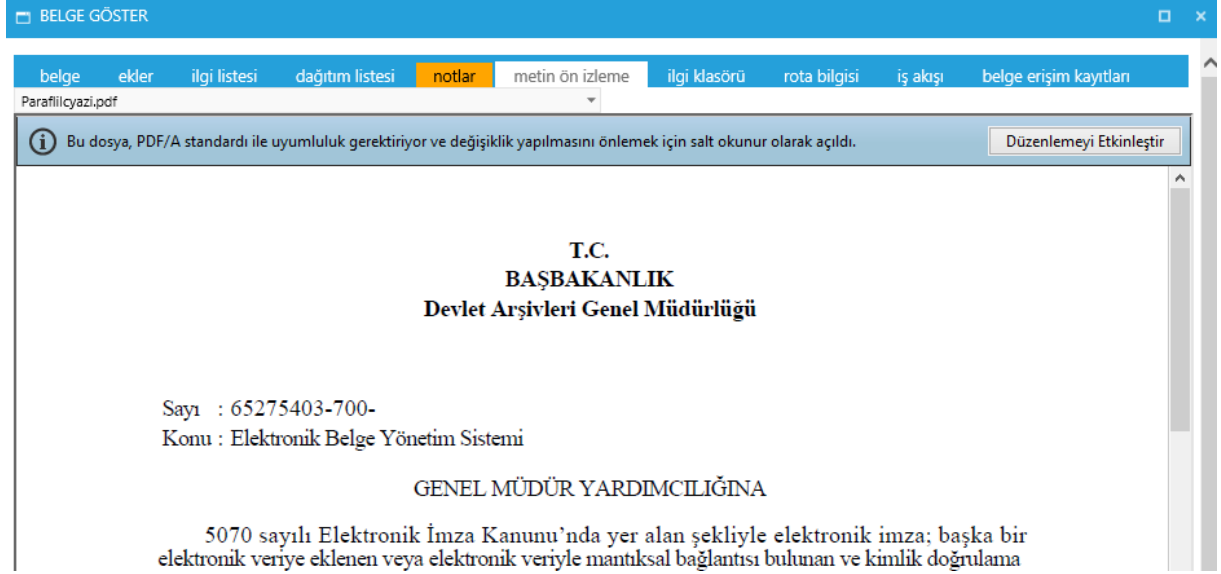 BELGE GÖSTER
belge ekler ilgi listesi dağıtım listesi notlar metin ön izleme ilgi klasörü rota bilgisi iş akışı belge erişim kayıtları
Paraflilcyazi.pdf
Bu dosya, PDF/A standardı ile uyumluluk gerektiriyor ve değişiklik yapılmasını önlemek için salt okunur olarak açıldı. Düzenlemeyi Etkinleştir
T.C.
BAŞBAKANLIK
Devlet Arşivleri Genel Müdürlüğü
Sayı : 65275403-700-
Konu : Elektronik Belge Yönetim Sistemi
GENEL MÜDÜR YARDIMCILIĞINA
5070 sayılı Elektronik İmza Kanunu’nda yer alan şekliyle elektronik imza; başka bir
elektronik veriye eklenen veya elektronik veriyle mantıksal bağlantısı bulunan ve kimlik doğrulama